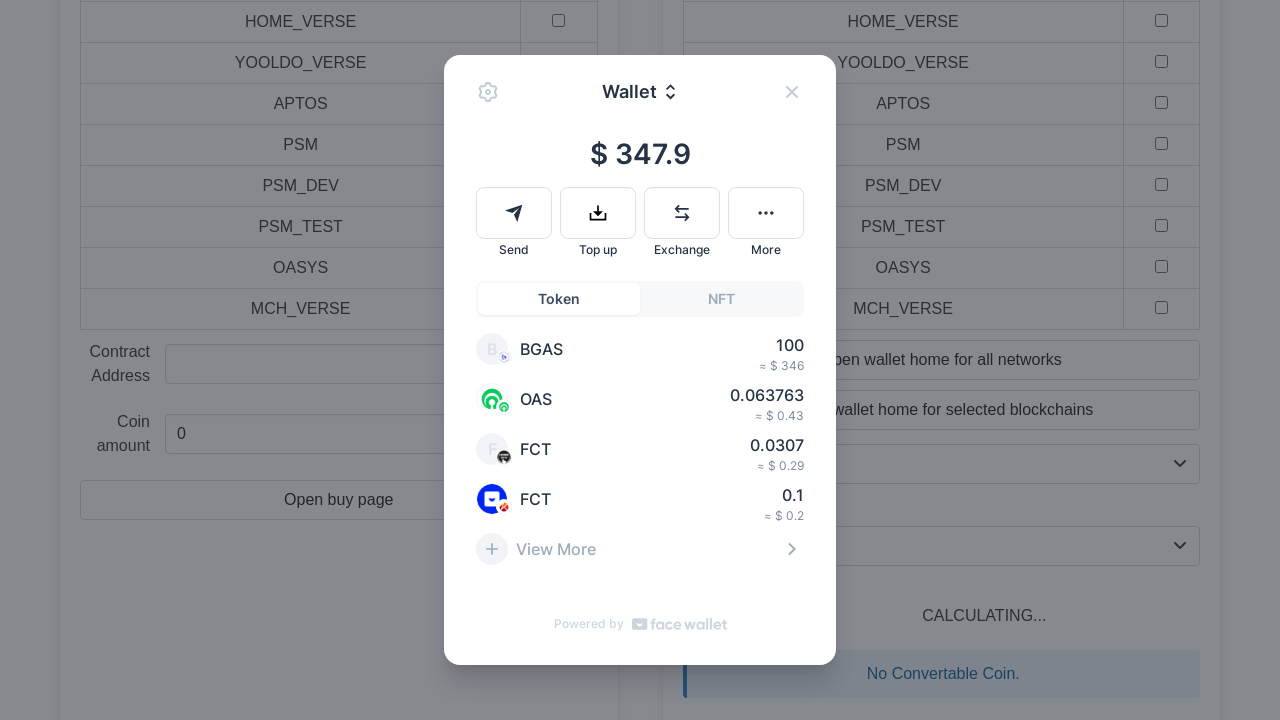 HOME_VERSE
YOOLDO_VERSE
APTOS
PSM
PSM_DEV
PSM_TEST
OASYS
MCH_VERSE
Contract
Address
Coin
amount
0
Open buy page
Wallet
$ 347.9
Send
Top up
Exchange
More
Token
NFT
B
BGAS
100
≈ $ 346
OAS
0.063763
≈ $ 0.43
F
FCT
0.0307
≈ $ 0.29
FCT
0.1
≈ $ 0.2
View More
Powered by face wallet
HOME_VERSE
YOOLDO_VERSE
APTOS
PSM
PSM_DEV
PSM_TEST
OASYS
MCH_VERSE
pen wallet home for all networks
wallet home for selected blockchains
CALCULATING...
No Convertable Coin.